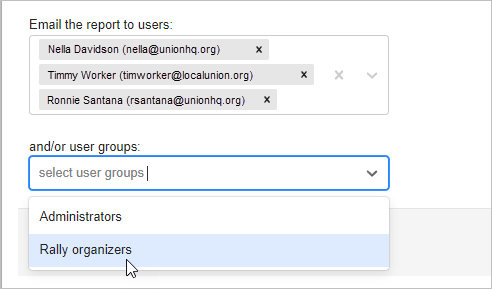 Email the report to users:
Nella Davidson (nella@unionhq.org) x
Timmy Worker (timworker@localunion.org) x
Ronnie Santana (rsantana@unionhq.org) x
and/or user groups:
select user groups
Administrators
Rally organizers